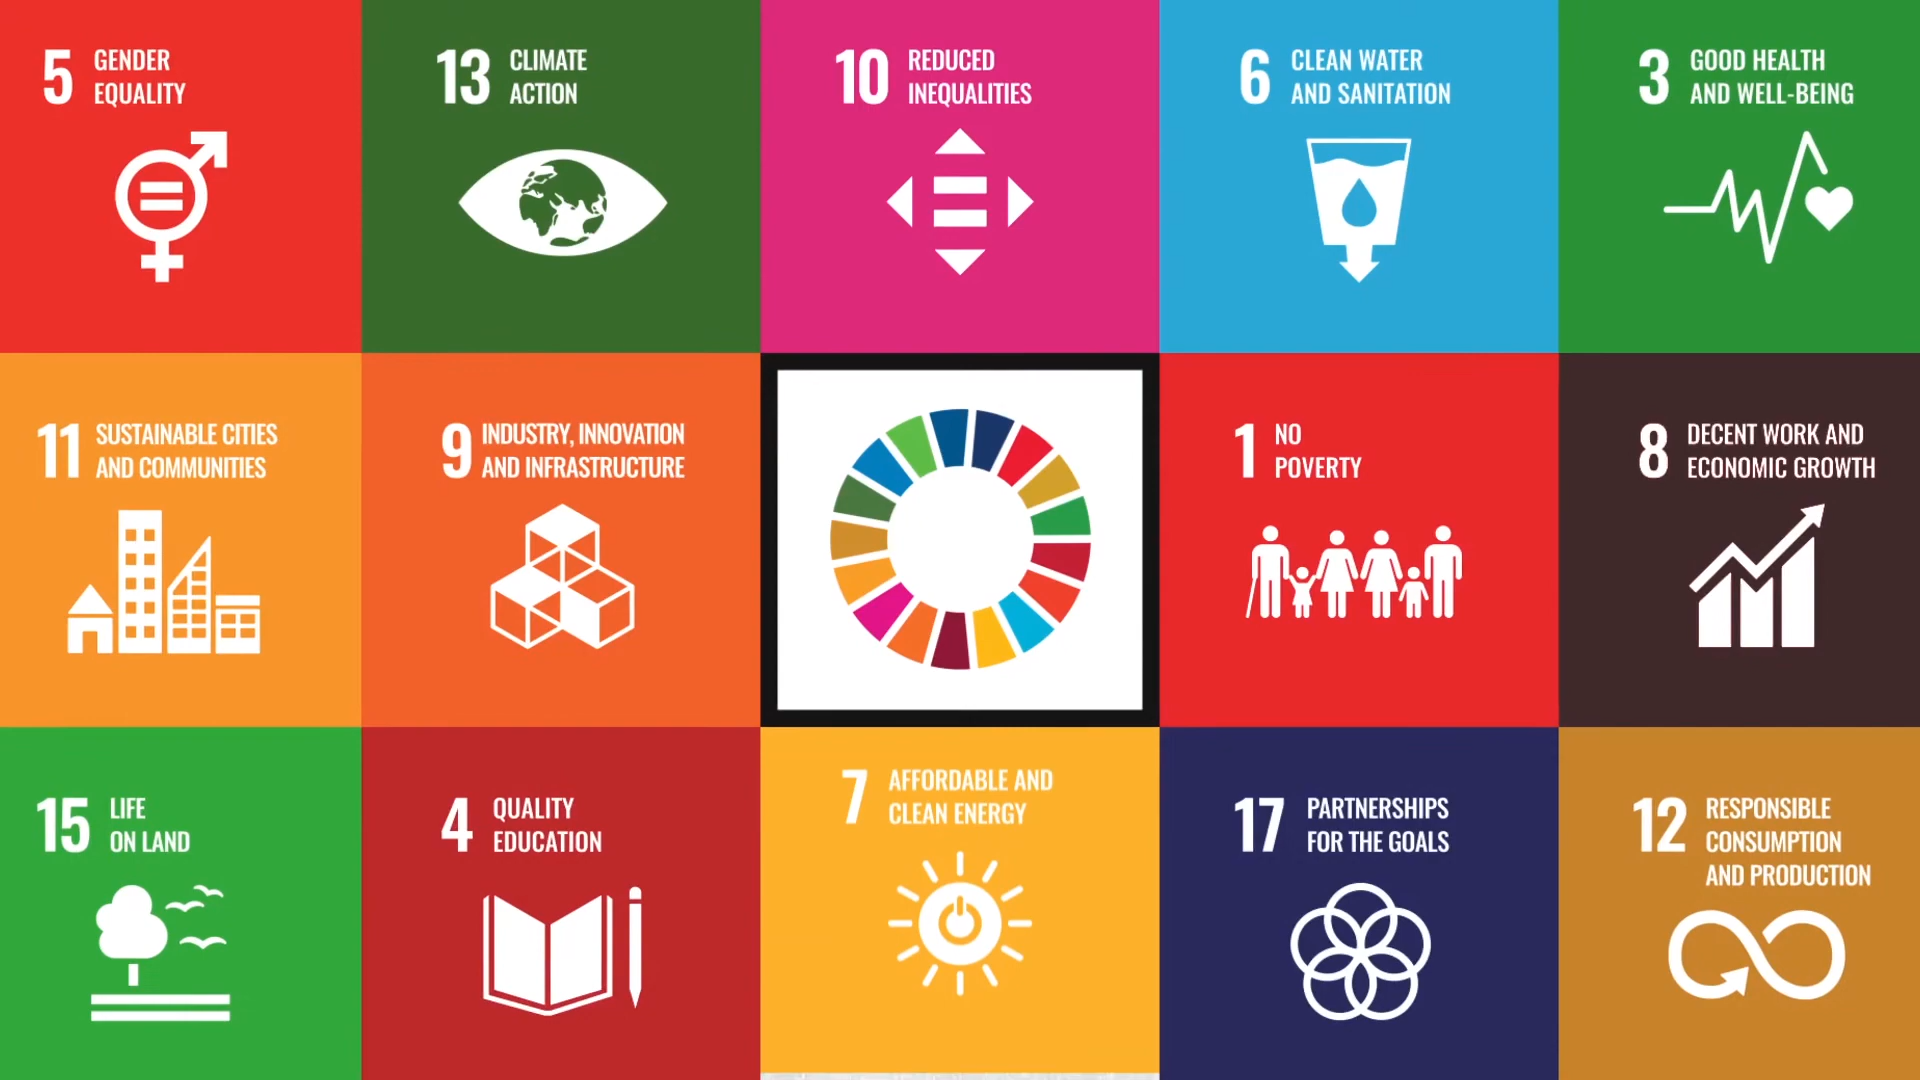 5 GENDER
EQUALITY
13 CLIMATE
ACTION
10 REDUCED
INEQUALITIES
6 CLEAN WATER
AND SANITATION
3 GOOD HEALTH
AND WELL-BEING
11 SUSTAINABLE CITIES
AND COMMUNITIES
9 INDUSTRY, INNOVATION
AND INFRASTRUCTURE
1 NO
POVERTY
8 DECENT WORK AND
ECONOMIC GROWTH
15 LIFE
ON LAND
4 QUALITY
EDUCATION
7 AFFORDABLE AND
CLEAN ENERGY
17 PARTNERSHIPS
FOR THE GOALS
12 RESPONSIBLE
CONSUMPTION
AND PRODUCTION